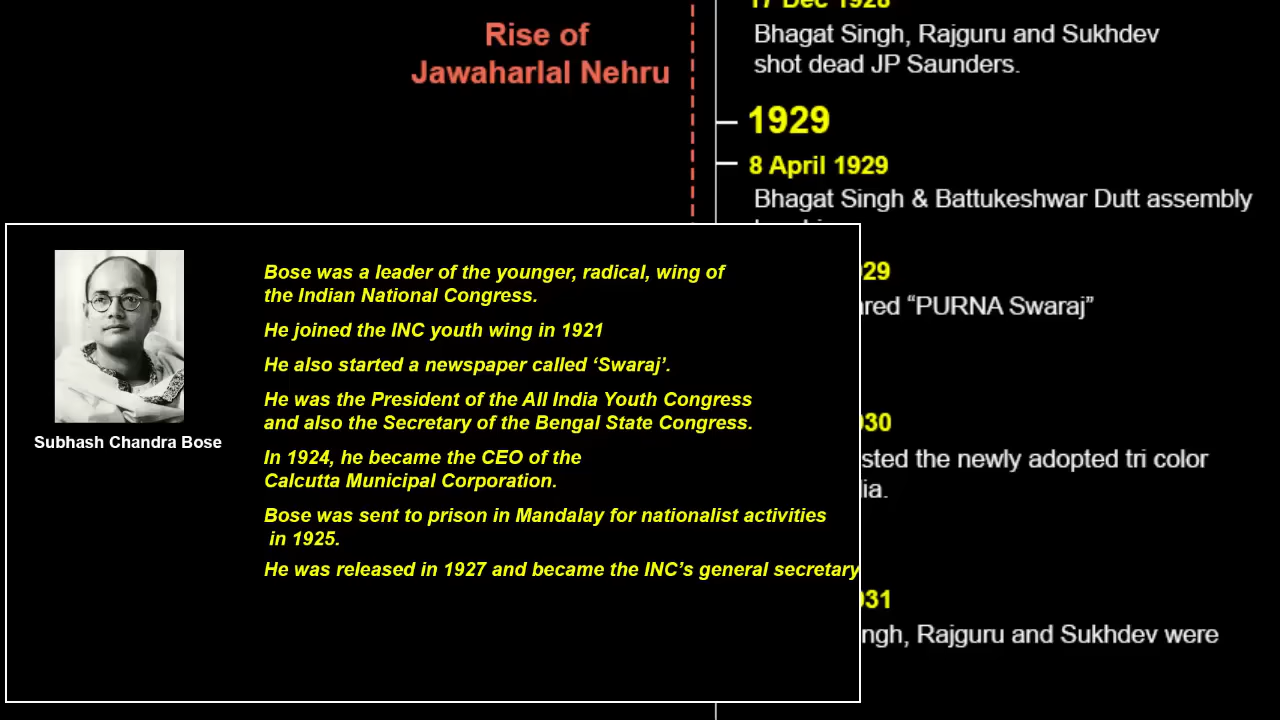 Rise of
Jawaharlal Nehru
17 Dec 1928
Bhagat Singh, Rajguru and Sukhdev
shot dead JP Saunders.
1929
8 April 1929
Bhagat Singh & Battukeshwar Dutt assembly
29
red “PURNA Swaraj”
030
sted the newly adopted tri color
ia.
031
ngh, Rajguru and Sukhdev were
Subhash Chandra Bose
Bose was a leader of the younger, radical, wing of
the Indian National Congress.
He joined the INC youth wing in 1921
He also started a newspaper called ‘Swaraj’.
He was the President of the All India Youth Congress
and also the Secretary of the Bengal State Congress.
In 1924, he became the CEO of the
Calcutta Municipal Corporation.
Bose was sent to prison in Mandalay for nationalist activities
in 1925.
He was released in 1927 and became the INC’s general secretary